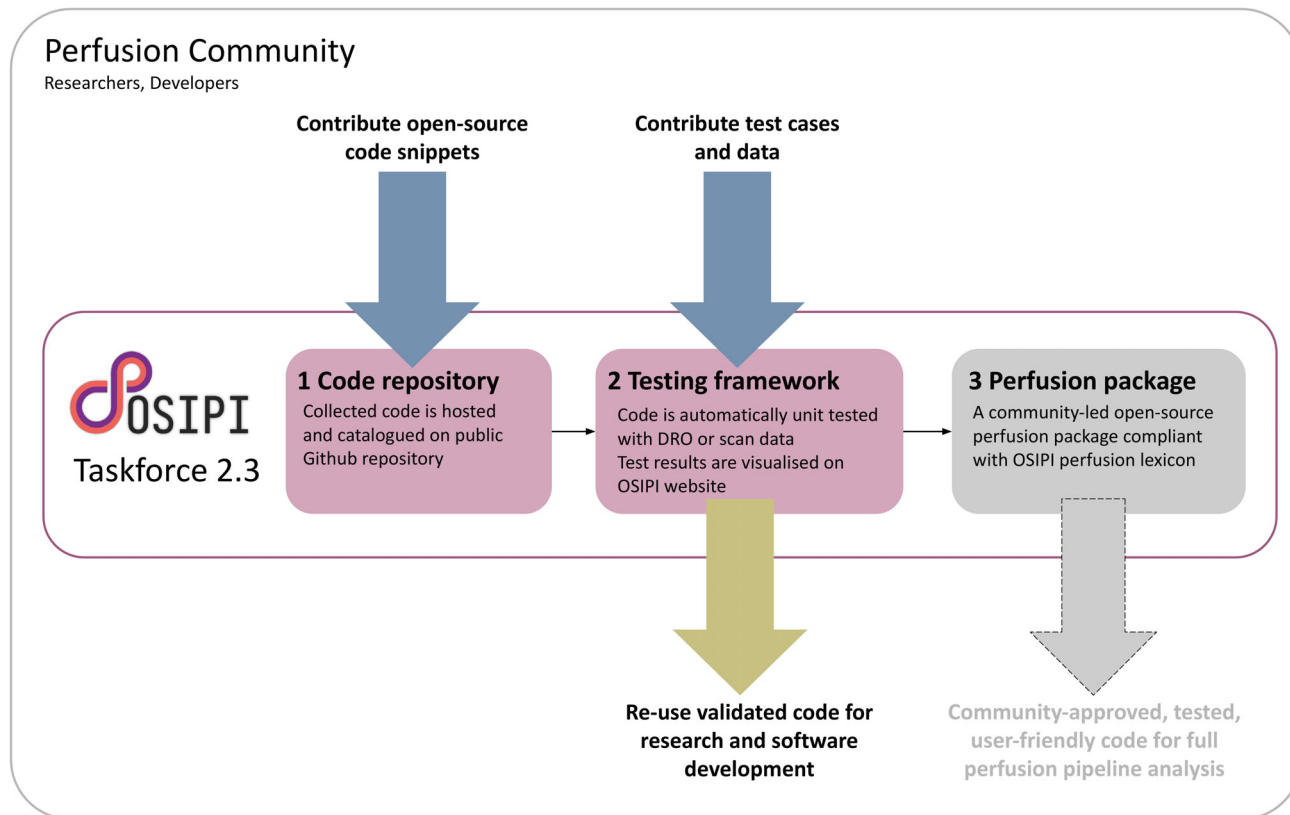 Perfusion Community
Researchers, Developers
Contribute open-source
code snippets
Contribute test cases
and data
OSIPI
Taskforce 2.3
1 Code repository
Collected code is hosted
and catalogued on public
Github repository
2 Testing framework
Code is automatically unit tested
with DRO or scan data
Test results are visualised on
OSIPI website
3 Perfusion package
A community-led open-source
perfusion package compliant
with OSIPI perfusion lexicon
Re-use validated code for
research and software
development
Community-approved, tested,
user-friendly code for full
perfusion pipeline analysis